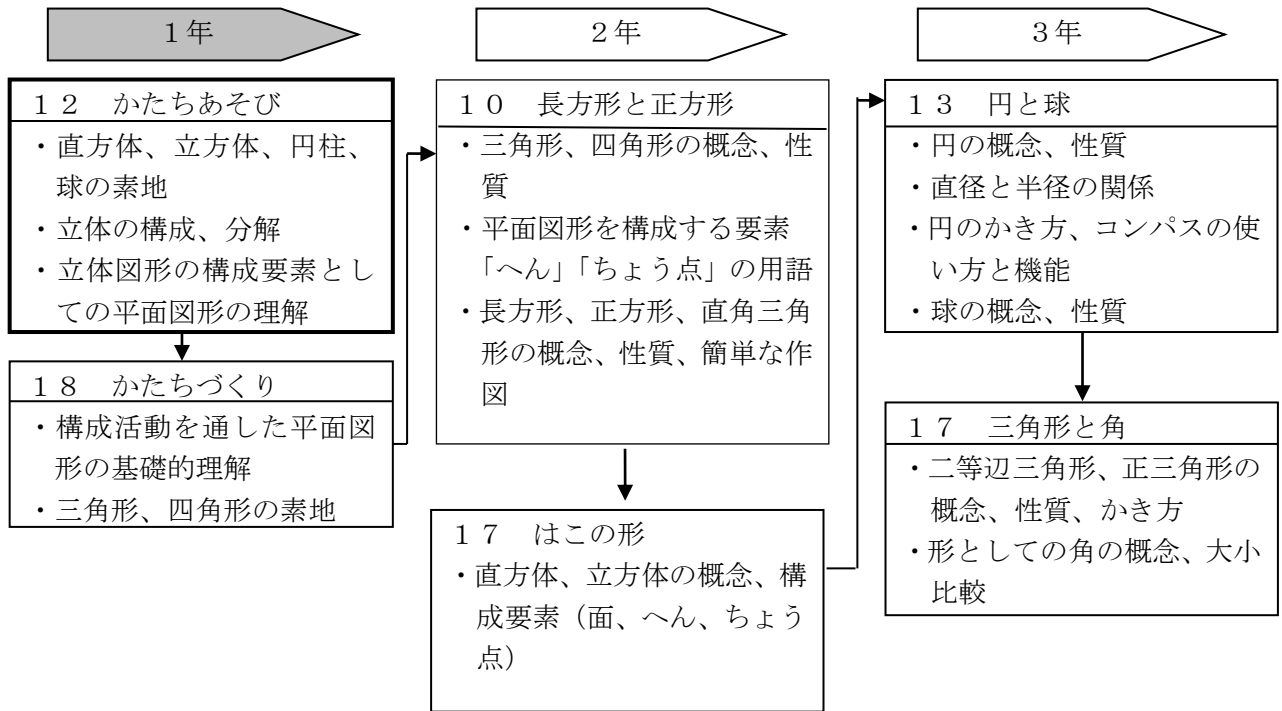 １年
２年
３年
１２　かたちあそび
・直方体、立方体、円柱、
球の素地
・立体の構成、分解
・立体図形の構成要素とし
ての平面図形の理解
１８　かたちづくり
・構成活動を通した平面図
形の基礎的理解
・三角形、四角形の素地
１０　長方形と正方形
・三角形、四角形の概念、性
質
・平面図形を構成する要素
「へん」「ちょう点」の用語
・長方形、正方形、直角三角
形の概念、性質、簡単な作
図
１７　はこの形
・直方体、立方体の概念、構
成要素（面、へん、ちょう
点）
１３　円と球
・円の概念、性質
・直径と半径の関係
・円のかき方、コンパスの使
い方と機能
・球の概念、性質
１７　三角形と角
・二等辺三角形、正三角形の
概念、性質、かき方
・形としての角の概念、大小
比較